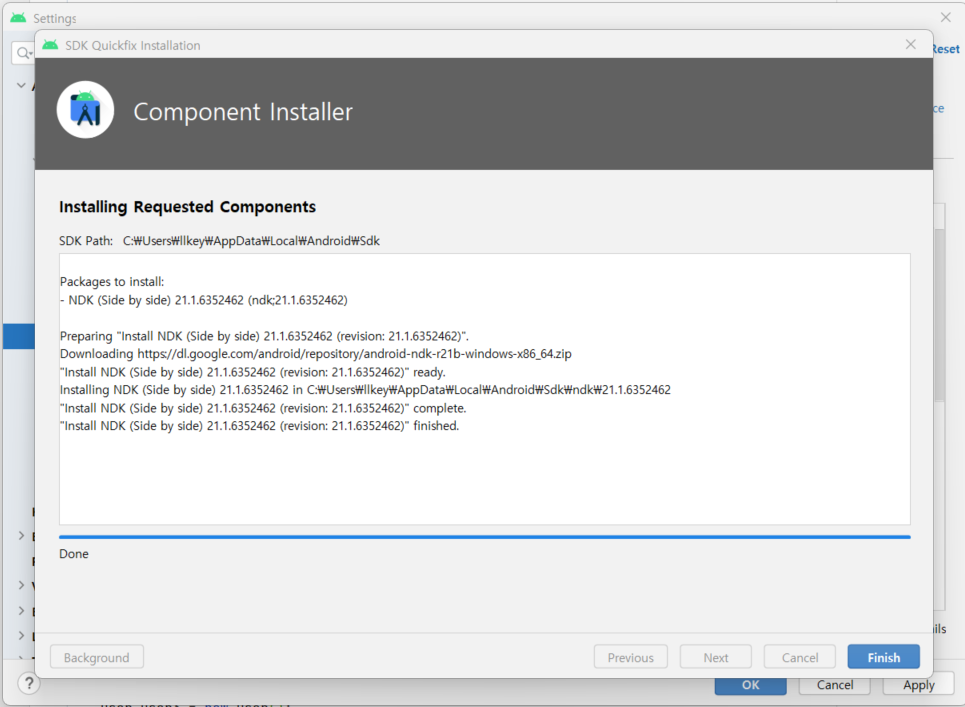 Settings
SDK Quickfix Installation
Reset
Component Installer
Installing Requested Components
SDK Path: C:₩Users₩llkey₩AppData₩Local₩Android₩Sdk
Packages to install:
- NDK (Side by side) 21.1.6352462 (ndk;21.1.6352462)
Preparing "Install NDK (Side by side) 21.1.6352462 (revision: 21.1.6352462)".
Downloading https://dl.google.com/android/repository/android-ndk-r21b-windows-x86_64.zip
"Install NDK (Side by side) 21.1.6352462 (revision: 21.1.6352462)" ready.
Installing NDK (Side by side) 21.1.6352462 in C:₩Users₩llkey₩AppData₩Local₩Android₩Sdk₩ndk₩21.1.6352462
"Install NDK (Side by side) 21.1.6352462 (revision: 21.1.6352462)" complete.
"Install NDK (Side by side) 21.1.6352462 (revision: 21.1.6352462)" finished.
Done
Background
Previous
Next
Cancel
Finish
?
OK
Cancel
Apply